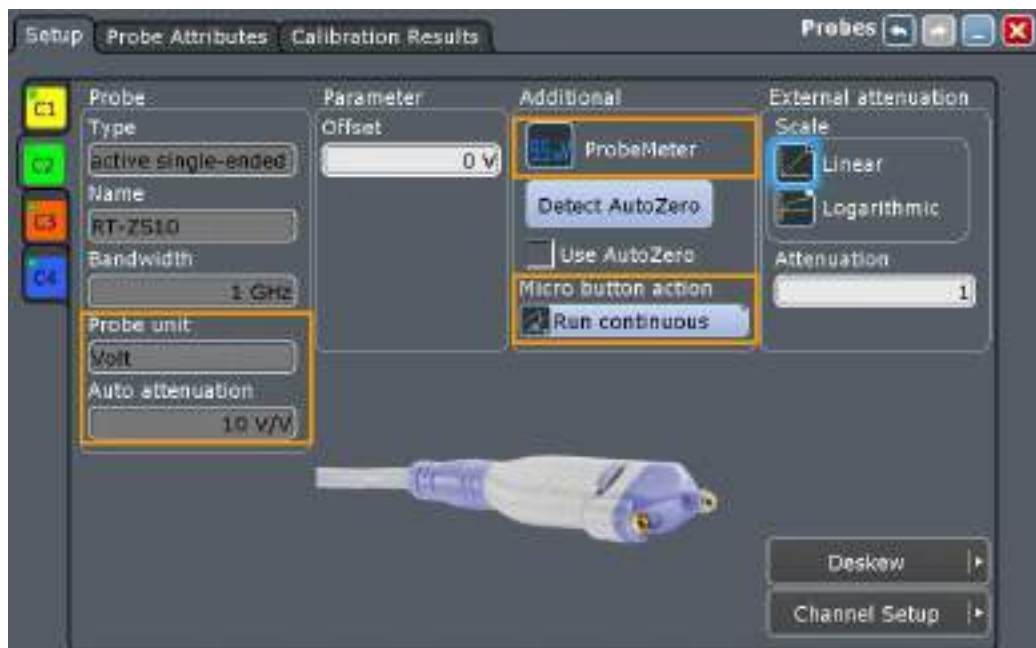 Setup Probe Attributes Calibration Results Probes
C1
C2
C3
C4
Probe
Type
active single-ended
Name
RT-ZS10
Bandwidth
1 GHz
Probe unit
Volt
Auto attenuation
10 V/V
Parameter
Offset
0 V
Additional
ProbeMeter
Detect AutoZero
Use AutoZero
Micro button action
Run continuous
External attenuation
Scale
Linear
Logarithmic
Attenuation
1
Deskew
Channel Setup